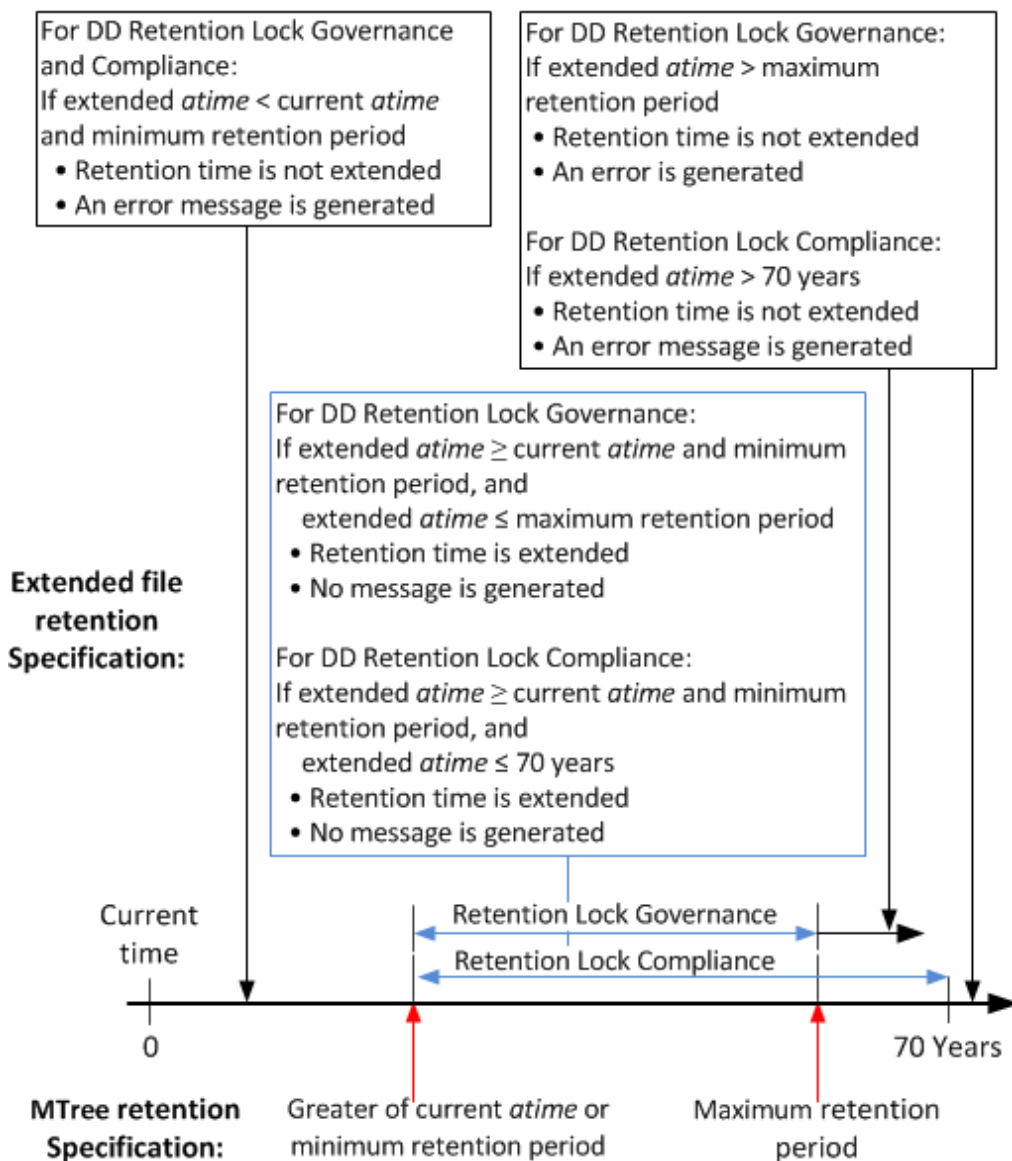 For DD Retention Lock Governance
and Compliance:
If extended atime < current atime
and minimum retention period
• Retention time is not extended
• An error message is generated
For DD Retention Lock Governance:
If extended atime > maximum
retention period
• Retention time is not extended
• An error is generated
For DD Retention Lock Compliance:
If extended atime > 70 years
• Retention time is not extended
• An error message is generated
For DD Retention Lock Governance:
If extended atime ≥ current atime and minimum
retention period, and
extended atime ≤ maximum retention period
• Retention time is extended
• No message is generated
For DD Retention Lock Compliance:
If extended atime ≥ current atime and minimum
retention period, and
extended atime ≤ 70 years
• Retention time is extended
• No message is generated
Extended file
retention
Specification:
Current
time
Retention Lock Governance
Retention Lock Compliance
0
70 Years
MTree retention
Specification:
Greater of current atime or
minimum retention period
Maximum retention
period